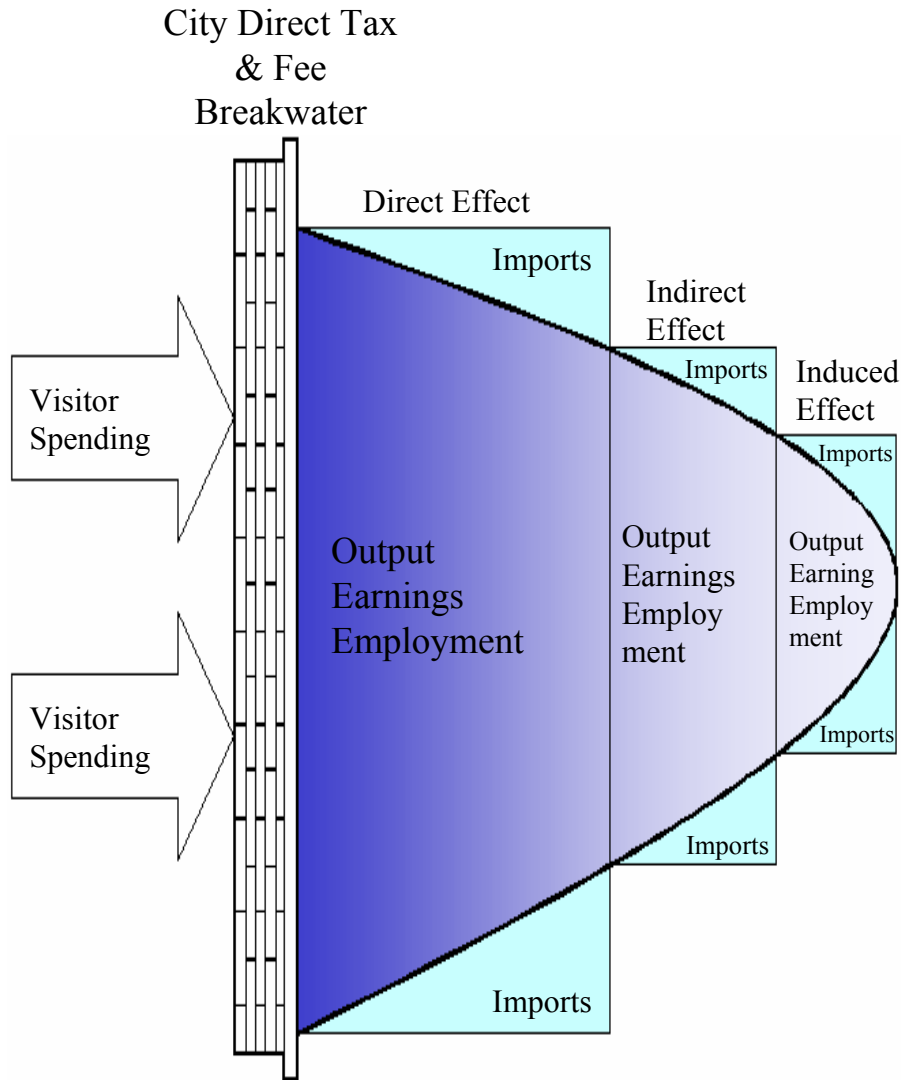 City Direct Tax
& Fee
Breakwater
Direct Effect
Imports
Indirect
Effect
Imports
Induced
Effect
Imports
Visitor
Spending
Output
Earnings
Employment
Output
Earnings
Employ
ment
Output
Earning
Employ
ment
Visitor
Spending
Imports
Imports
Imports